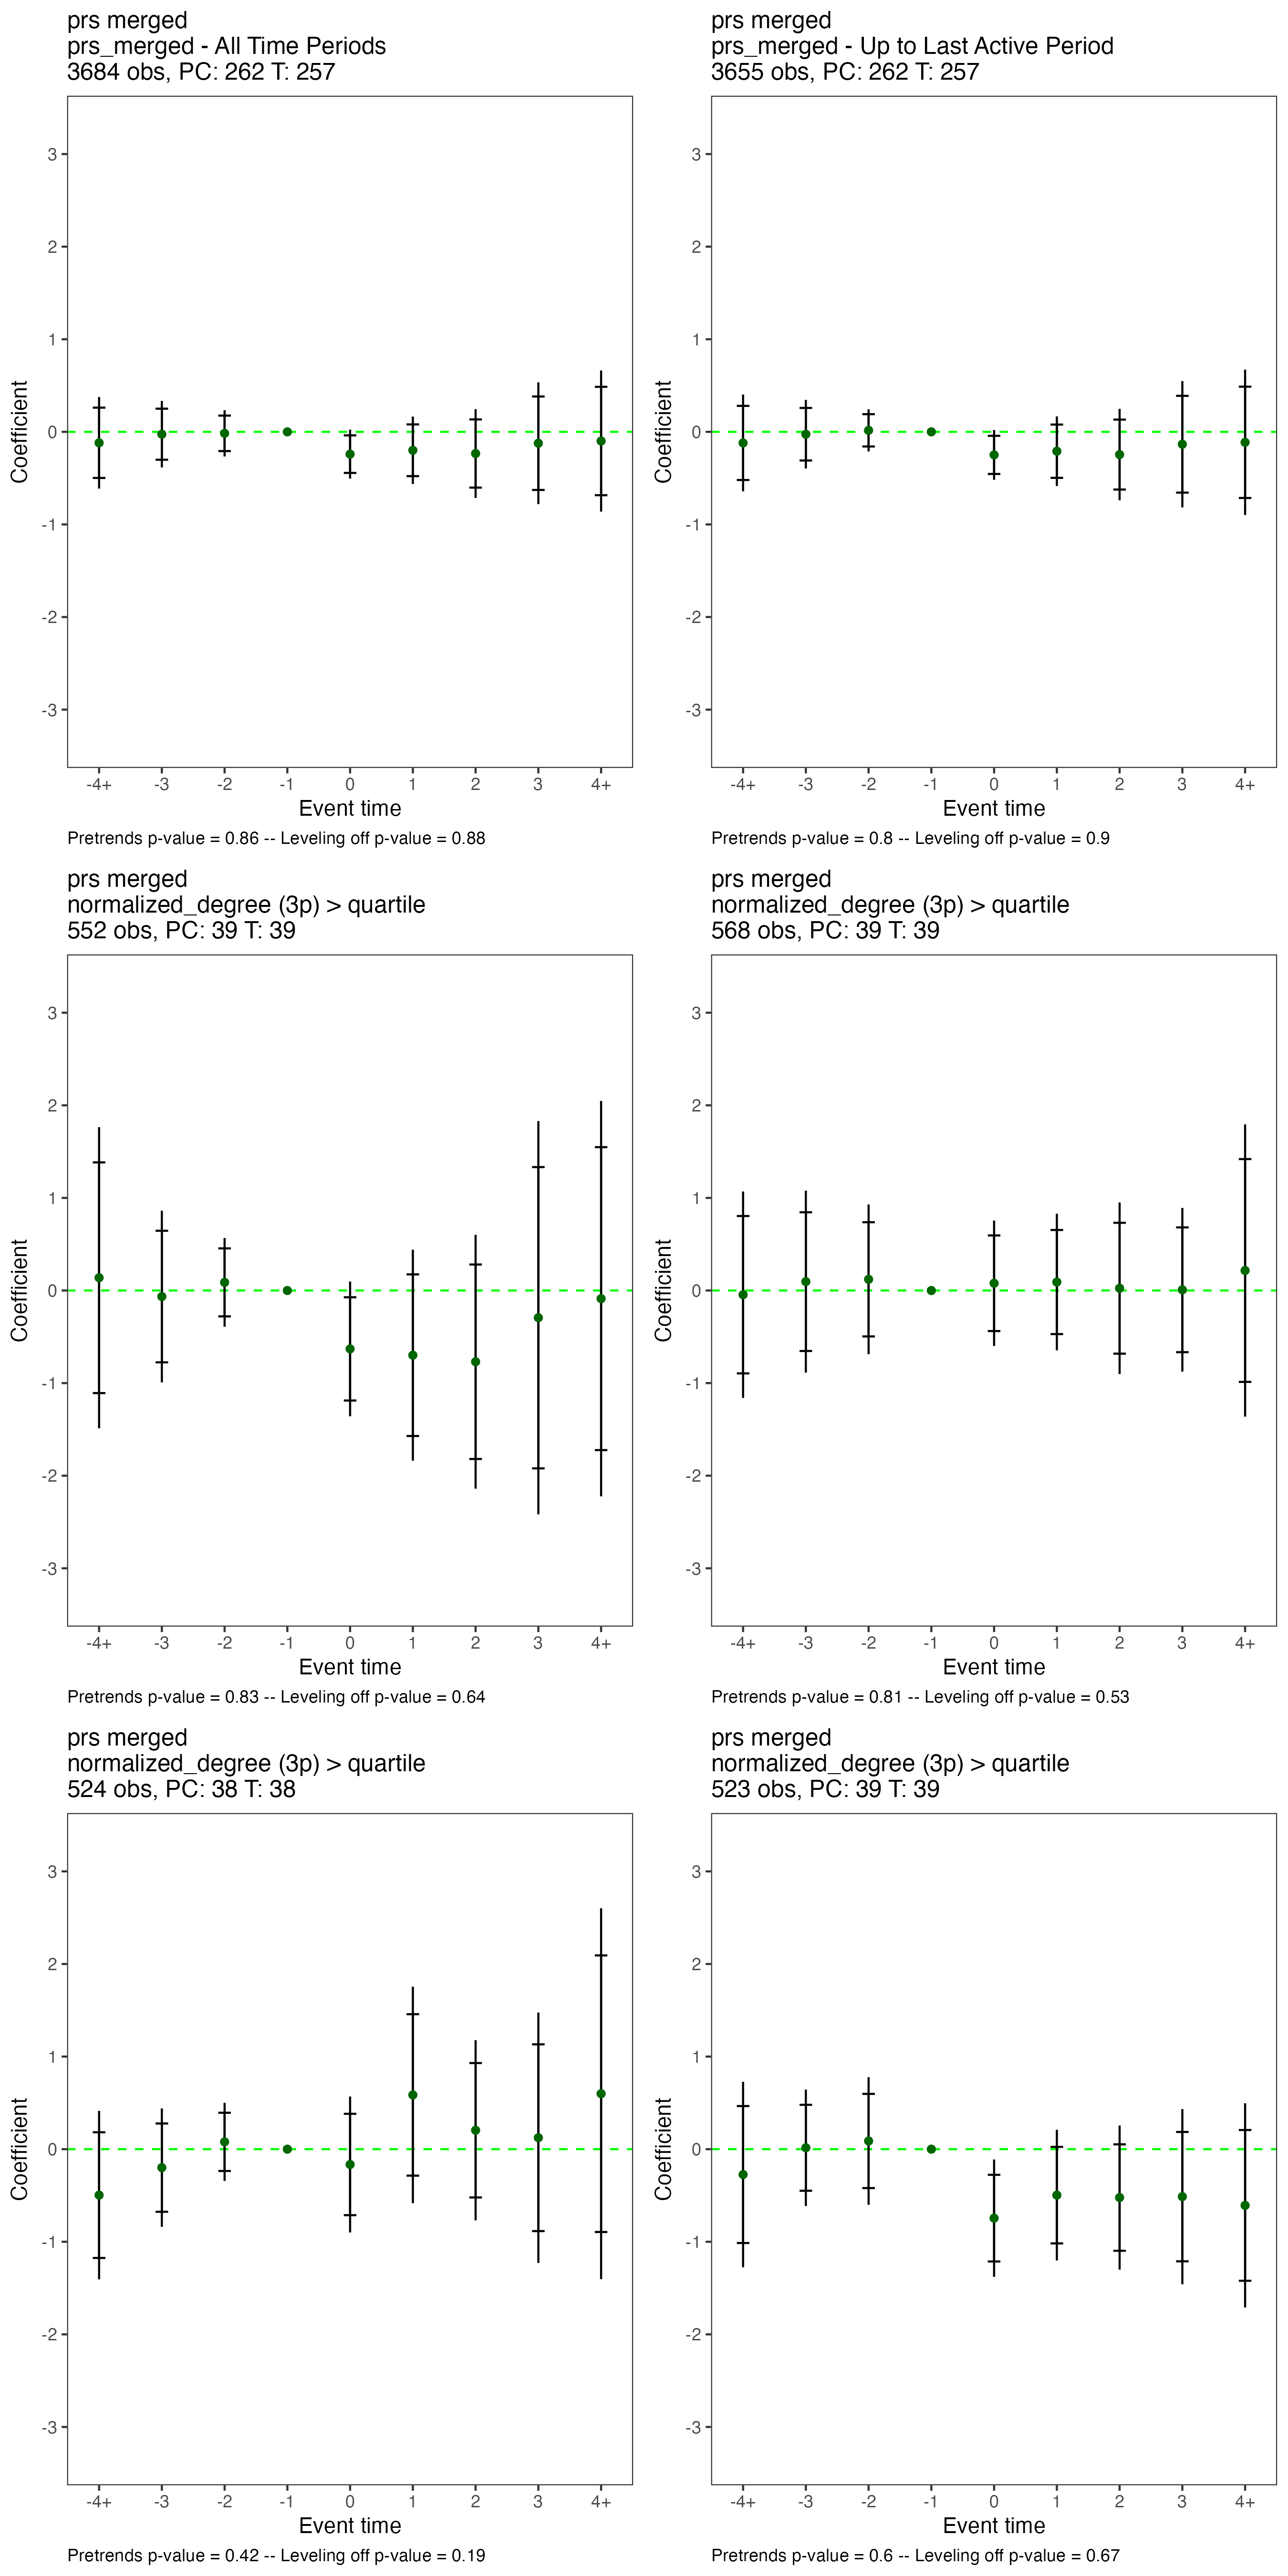 prs merged
prs_merged - All Time Periods
3684 obs, PC: 262 T: 257
3
2
1
0
-1
-2
-3
Coefficient
-4+ -3 -2 -1 0 1 2 3 4+
Event time
Pretrends p-value = 0.86 -- Leveling off p-value = 0.88
prs merged
prs_merged - Up to Last Active Period
3655 obs, PC: 262 T: 257
3
2
1
0
-1
-2
-3
Coefficient
-4+ -3 -2 -1 0 1 2 3 4+
Event time
Pretrends p-value = 0.8 -- Leveling off p-value = 0.9
prs merged
normalized_degree (3p) > quartile
552 obs, PC: 39 T: 39
3
2
1
0
-1
-2
-3
Coefficient
-4+ -3 -2 -1 0 1 2 3 4+
Event time
Pretrends p-value = 0.83 -- Leveling off p-value = 0.64
prs merged
normalized_degree (3p) > quartile
568 obs, PC: 39 T: 39
3
2
1
0
-1
-2
-3
Coefficient
-4+ -3 -2 -1 0 1 2 3 4+
Event time
Pretrends p-value = 0.81 -- Leveling off p-value = 0.53
prs merged
normalized_degree (3p) > quartile
524 obs, PC: 38 T: 38
3
2
1
0
-1
-2
-3
Coefficient
-4+ -3 -2 -1 0 1 2 3 4+
Event time
Pretrends p-value = 0.42 -- Leveling off p-value = 0.19
prs merged
normalized_degree (3p) > quartile
523 obs, PC: 39 T: 39
3
2
1
0
-1
-2
-3
Coefficient
-4+ -3 -2 -1 0 1 2 3 4+
Event time
Pretrends p-value = 0.6 -- Leveling off p-value = 0.67